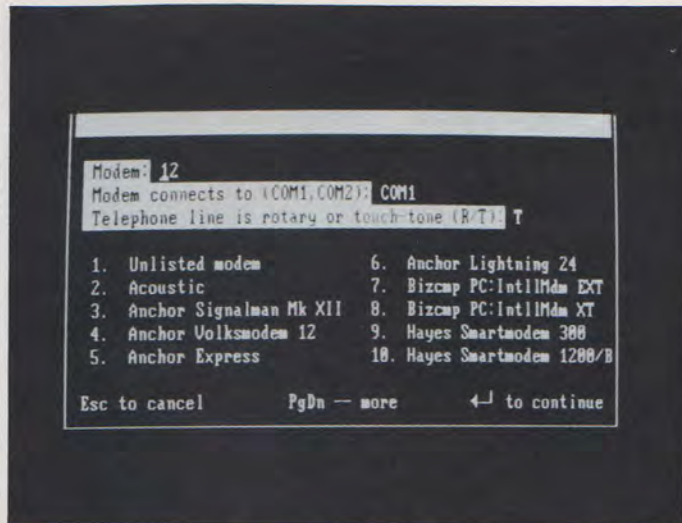 Modem: 12
Modem connects to (COM1,COM2): COM1
Telephone line is rotary or touch-tone (R/T): T
1. Unlisted modem
2. Acoustic
3. Anchor Signalman Mk XII
4. Anchor Volksmodem 12
5. Anchor Express
6. Anchor Lightning 24
7. Bizcmp PC:IntllMdm EXT
8. Bizcmp PC:IntllMdm XT
9. Hayes Smartmodem 300
10. Hayes Smartmodem 1200/B
Esc to cancel PgDn — more ↵ to continue